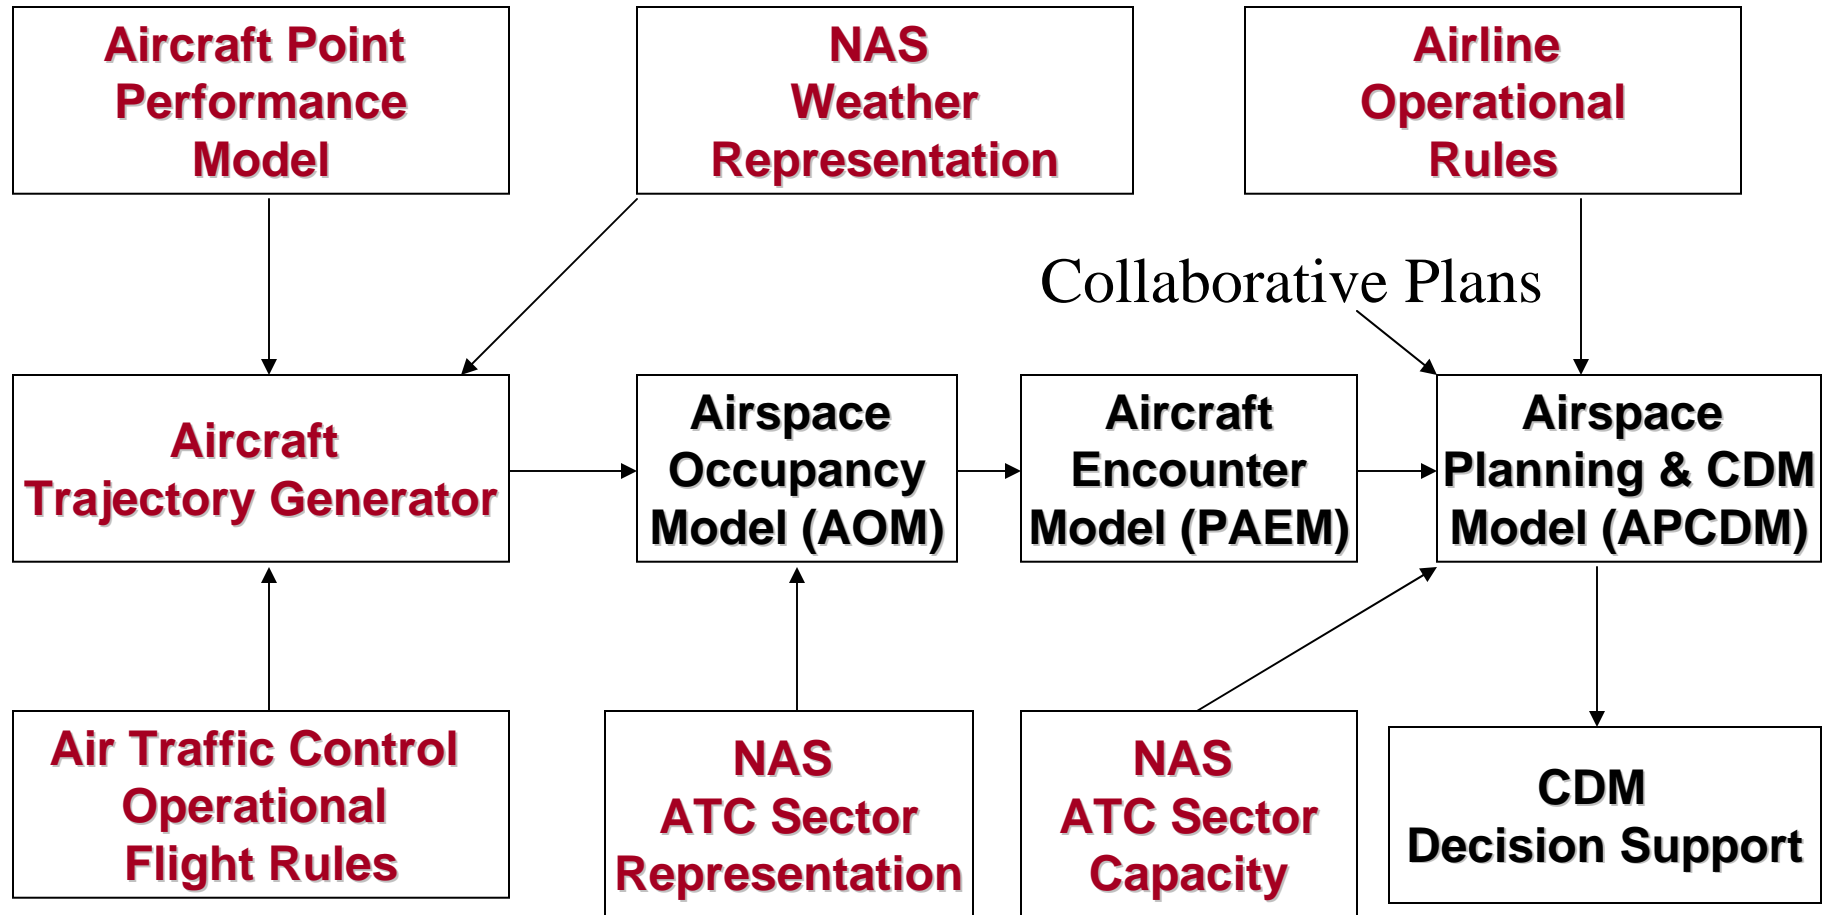 Aircraft Point
Performance
Model
NAS
Weather
Representation
Airline
Operational
Rules
Collaborative Plans
Aircraft
Trajectory Generator
Airspace
Occupancy
Model (AOM)
Aircraft
Encounter
Model (PAEM)
Airspace
Planning & CDM
Model (APCDM)
Air Traffic Control
Operational
Flight Rules
NAS
ATC Sector
Representation
NAS
ATC Sector
Capacity
CDM
Decision Support